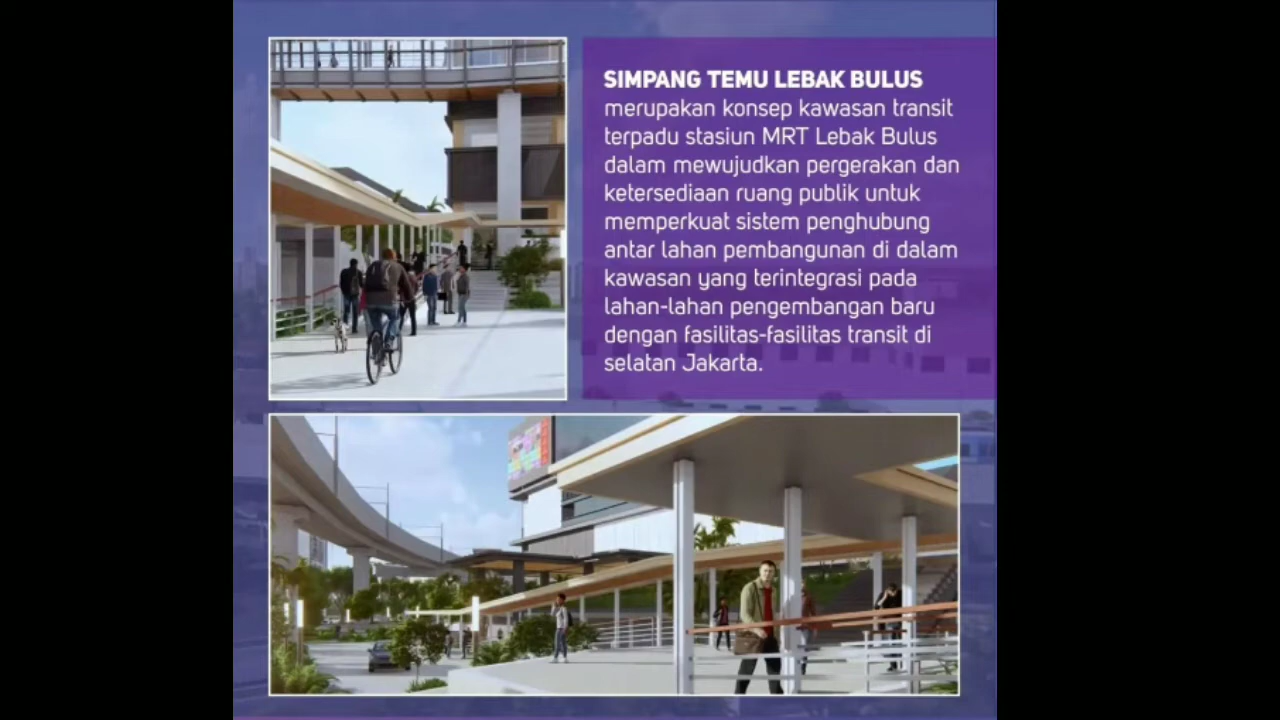 SIMPANG TEMU LEBAK BULUS
merupakan konsep kawasan transit
terpadu stasiun MRT Lebak Bulus
dalam mewujudkan pergerakan dan
ketersediaan ruang publik untuk
memperkuat sistem penghubung
antar lahan pembangunan di dalam
kawasan yang terintegrasi pada
lahan-lahan pengembangan baru
dengan fasilitas-fasilitas transit di
selatan Jakarta.